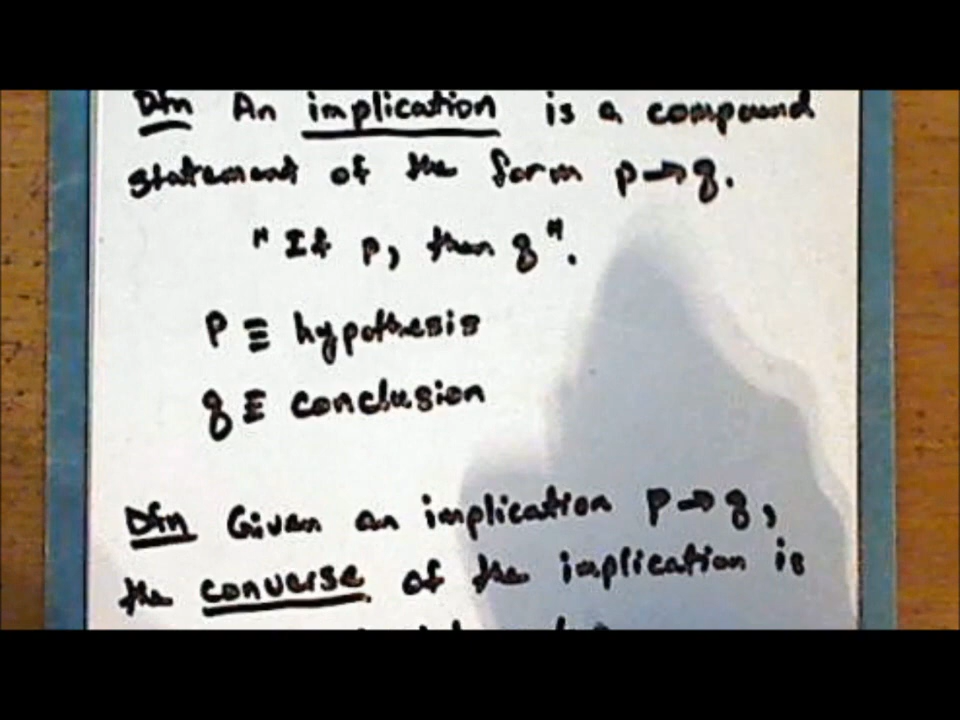 Dfn An implication is a compound
statement of the form p→q.
"If p, then q".
P ≡ hypothesis
q ≡ conclusion
Dfn Given an implication p→q,
the converse of the implication is